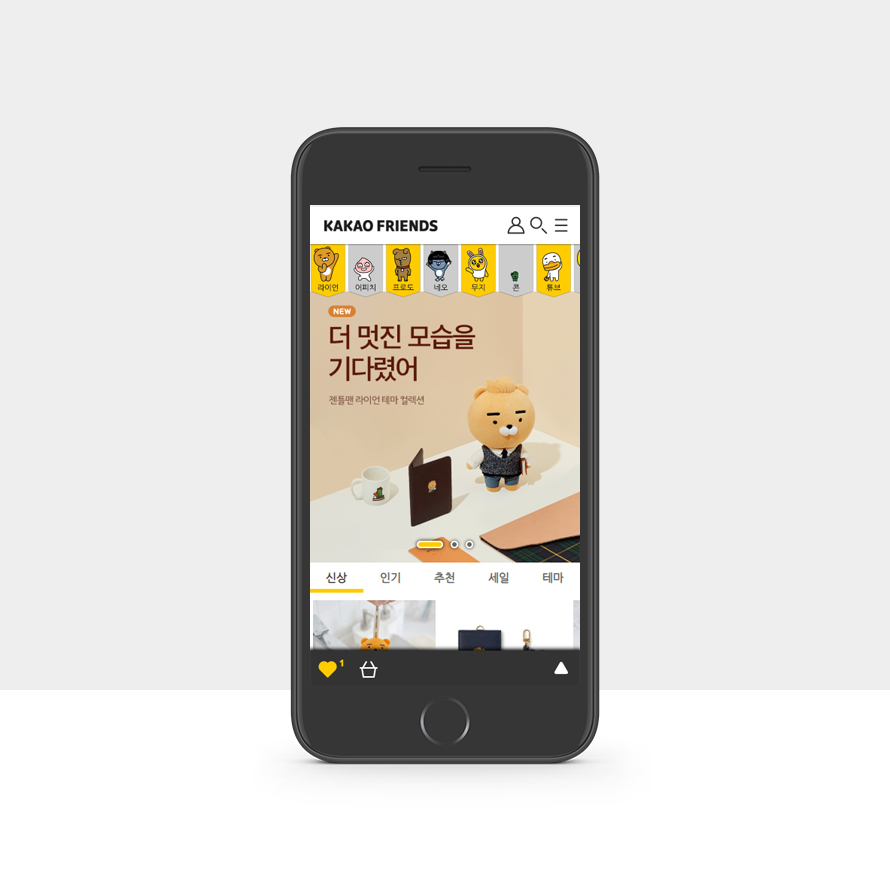 KAKAO FRIENDS
라이언 어피치 프로도 네오 무지 콘 튜브
NEW
더 멋진 모습을
기다렸어
젠틀맨 라이언 테마 컬렉션
신상 인기 추천 세일 테마
1